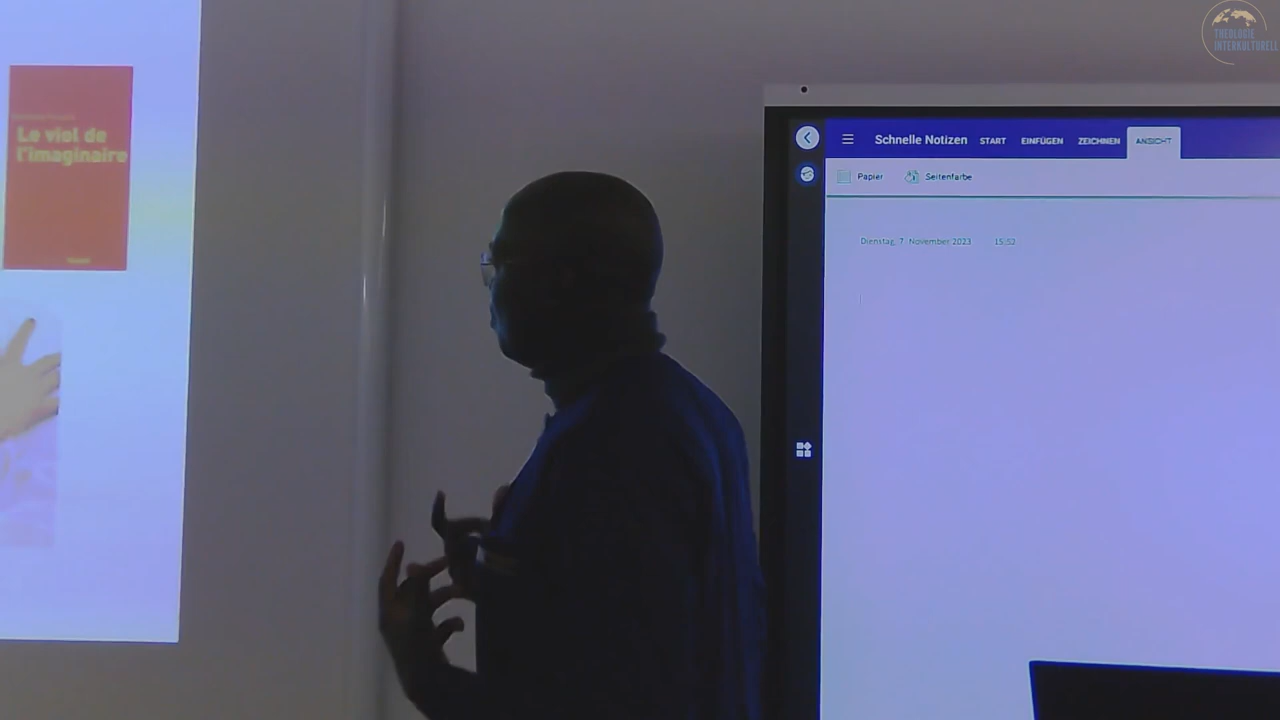 THEOLOGIE
INTERKULTURELL
Le viol de
l'imaginaire
Schnelle Notizen START EINFÜGEN ZEICHNEN ANSICHT
Papier Seitenfarbe
Dienstag, 7. November 2023 15:52